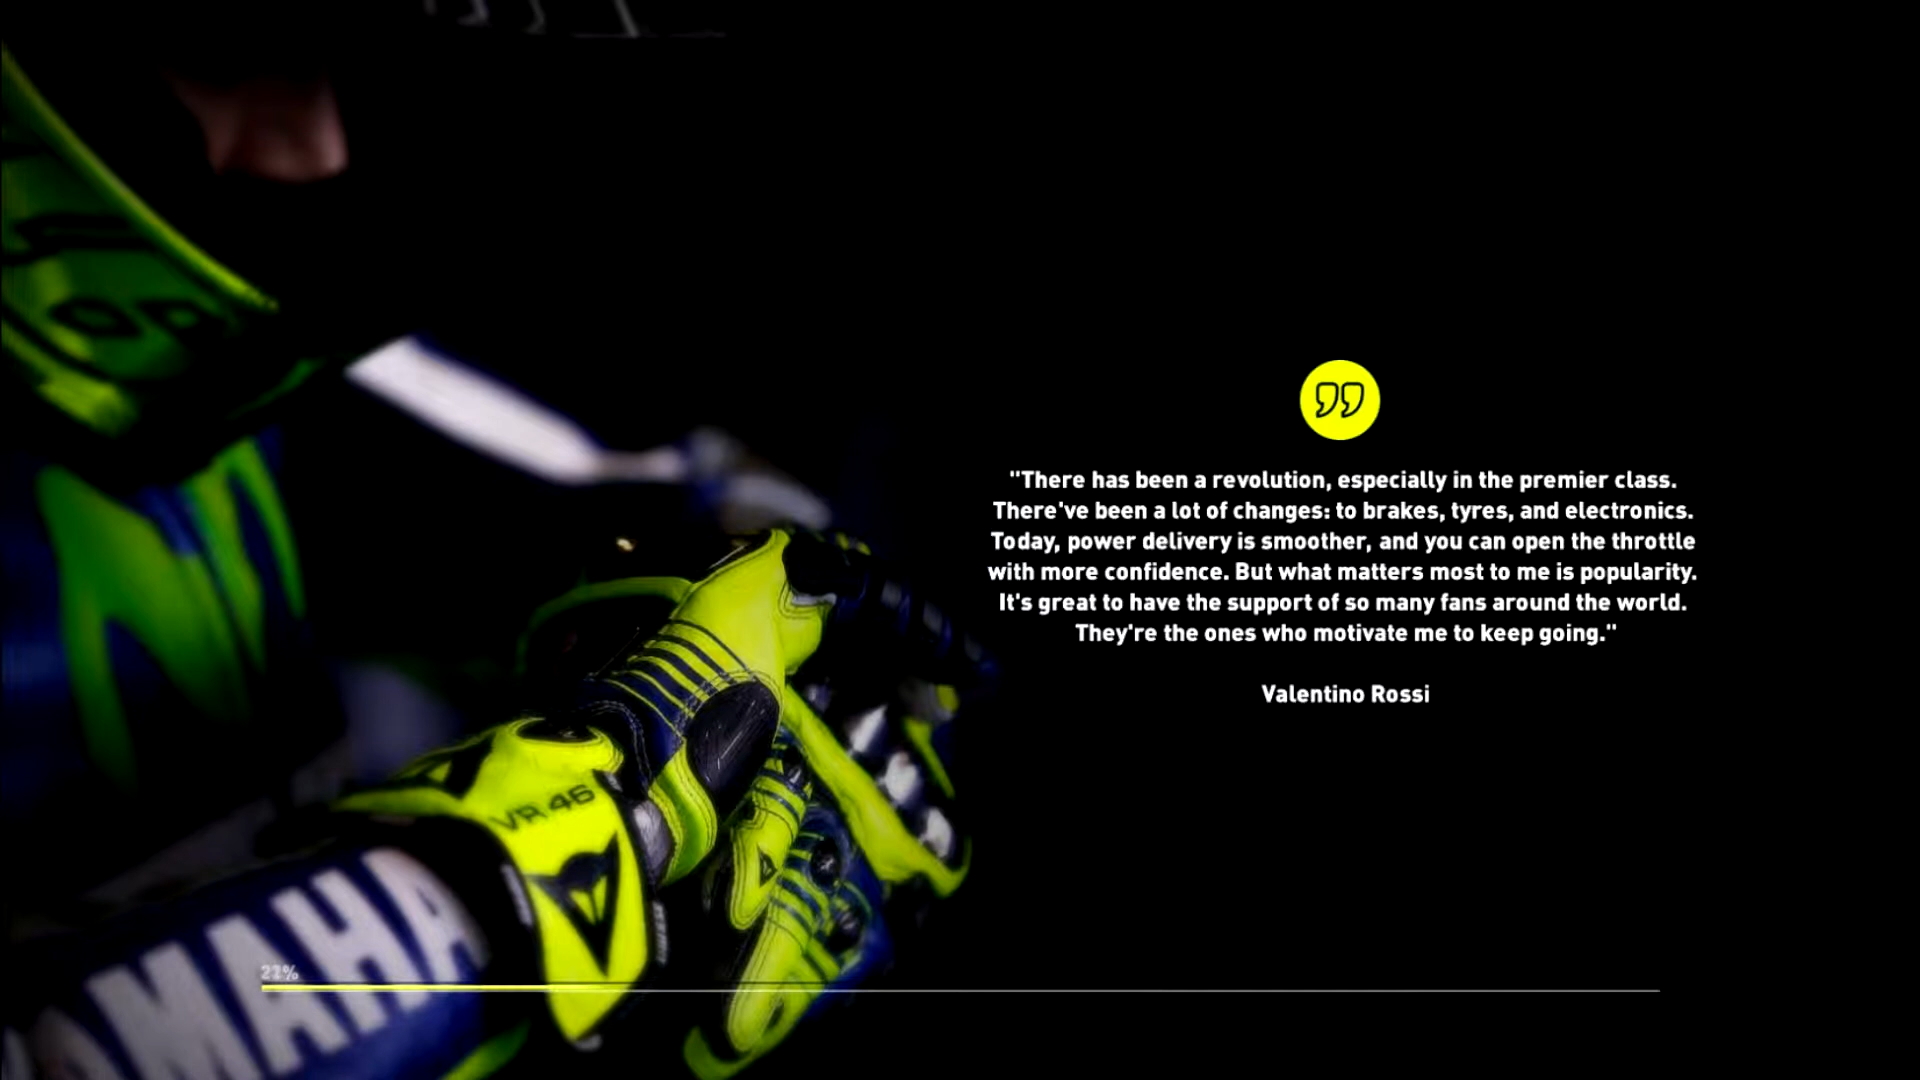 "There has been a revolution, especially in the premier class.
There've been a lot of changes: to brakes, tyres, and electronics.
Today, power delivery is smoother, and you can open the throttle
with more confidence. But what matters most to me is popularity.
It's great to have the support of so many fans around the world.
They're the ones who motivate me to keep going."
Valentino Rossi
VR46
YAMAHA